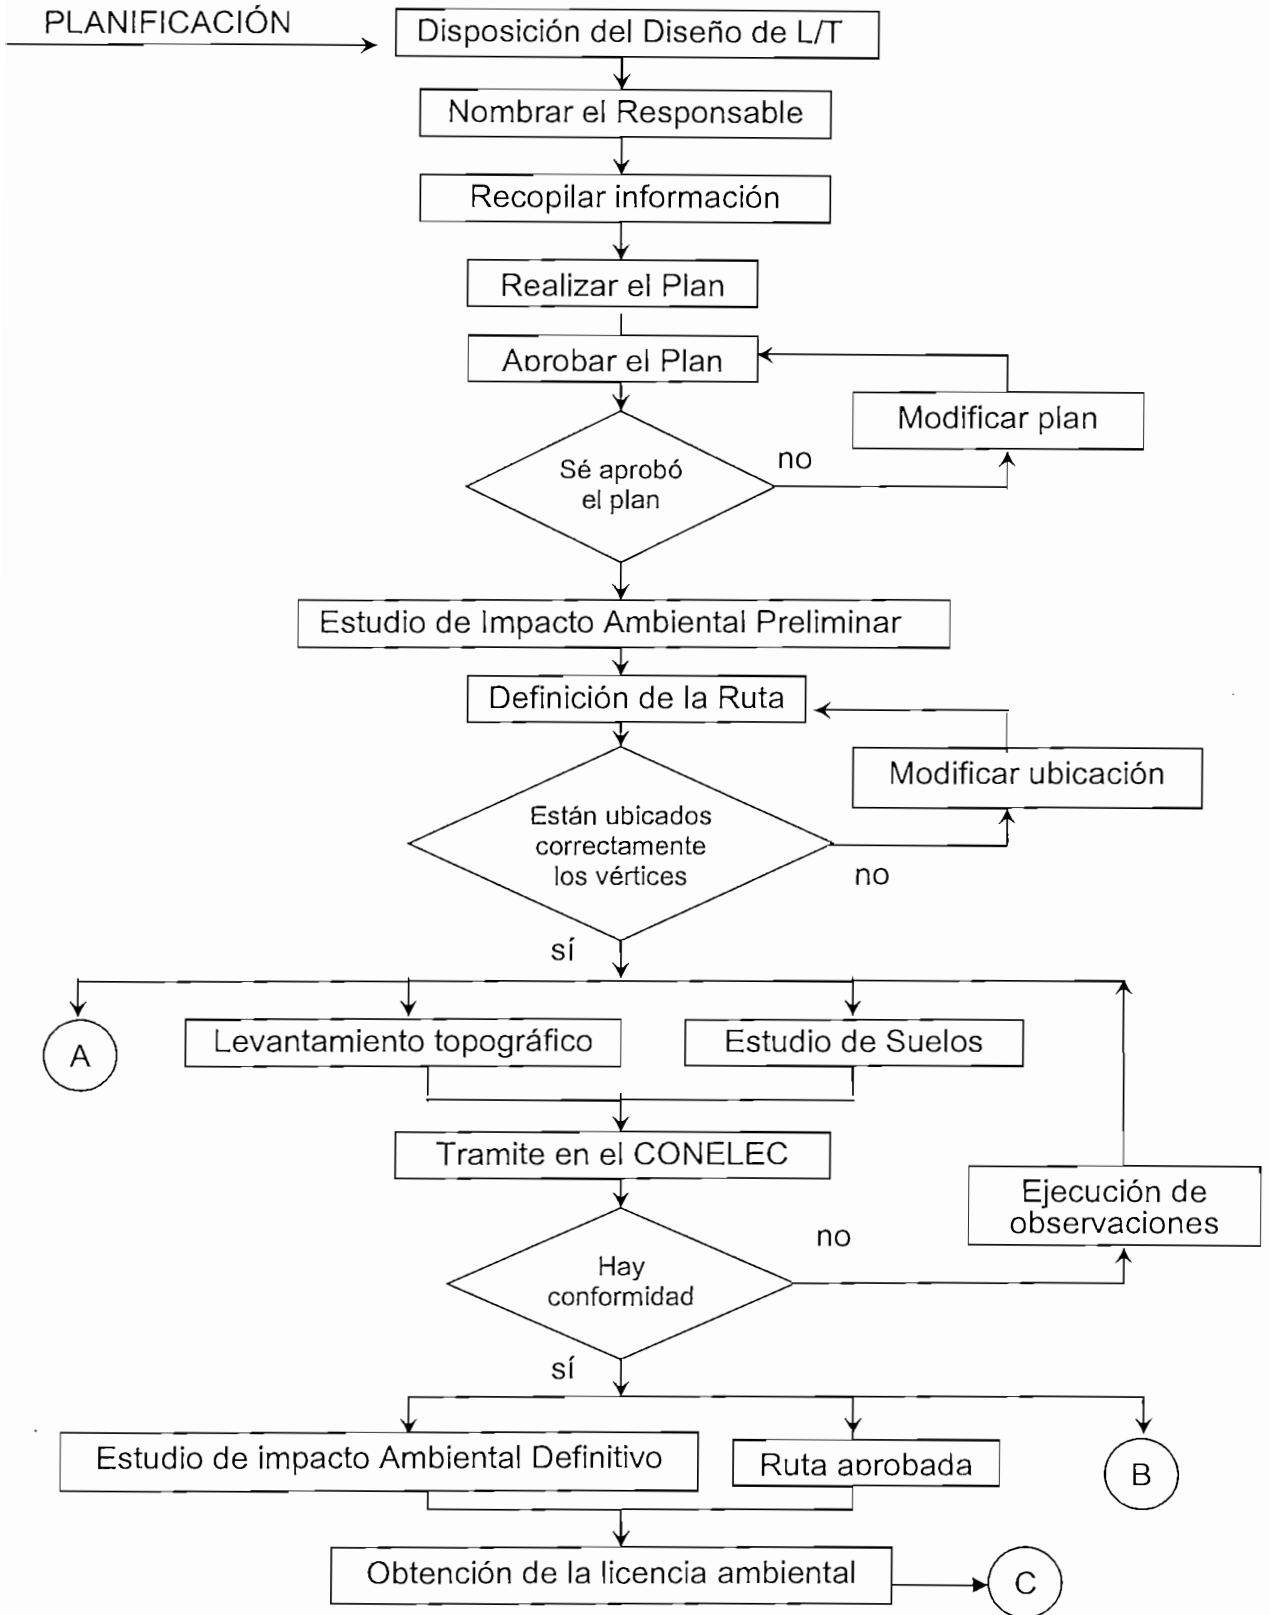 PLANIFICACIÓN
Disposición del Diseño de L/T
Nombrar el Responsable
Recopilar información
Realizar el Plan
Aprobar el Plan
Modificar plan
no
Sé aprobó
el plan
Estudio de Impacto Ambiental Preliminar
Definición de la Ruta
Modificar ubicación
Están ubicados
correctamente
los vértices
no
sí
A
Levantamiento topográfico
Estudio de Suelos
Tramite en el CONELEC
Ejecución de
observaciones
no
Hay
conformidad
sí
Estudio de impacto Ambiental Definitivo
Ruta aprobada
B
Obtención de la licencia ambiental
C